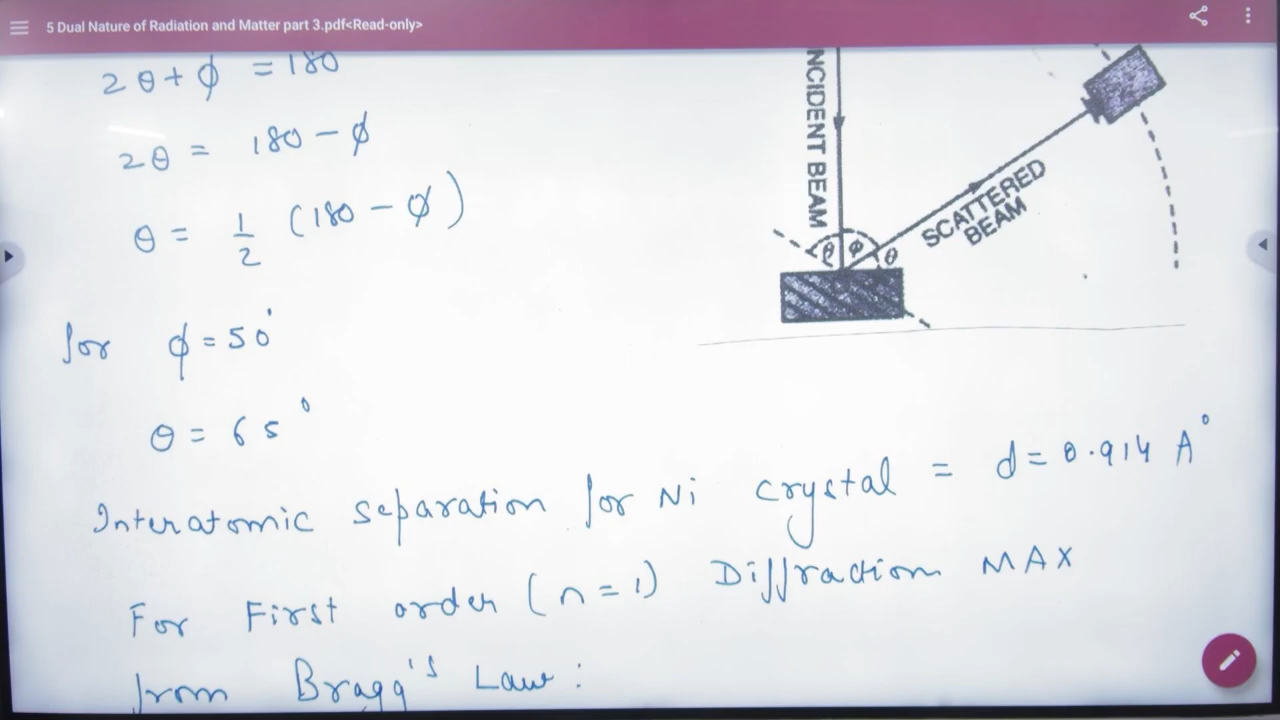 5 Dual Nature of Radiation and Matter part 3.pdf<Read-only>
2θ + ϕ = 180
2θ = 180 - ϕ
θ = 1/2 (180 - ϕ)
for ϕ = 50°
θ = 65°
Interatomic separation for Ni crystal = d = 0.914 A°
For First order (n = 1) Diffraction MAX
from Bragg's Law :
NCIDENT BEAM
SCATTERED
BEAM
θ ϕ θ